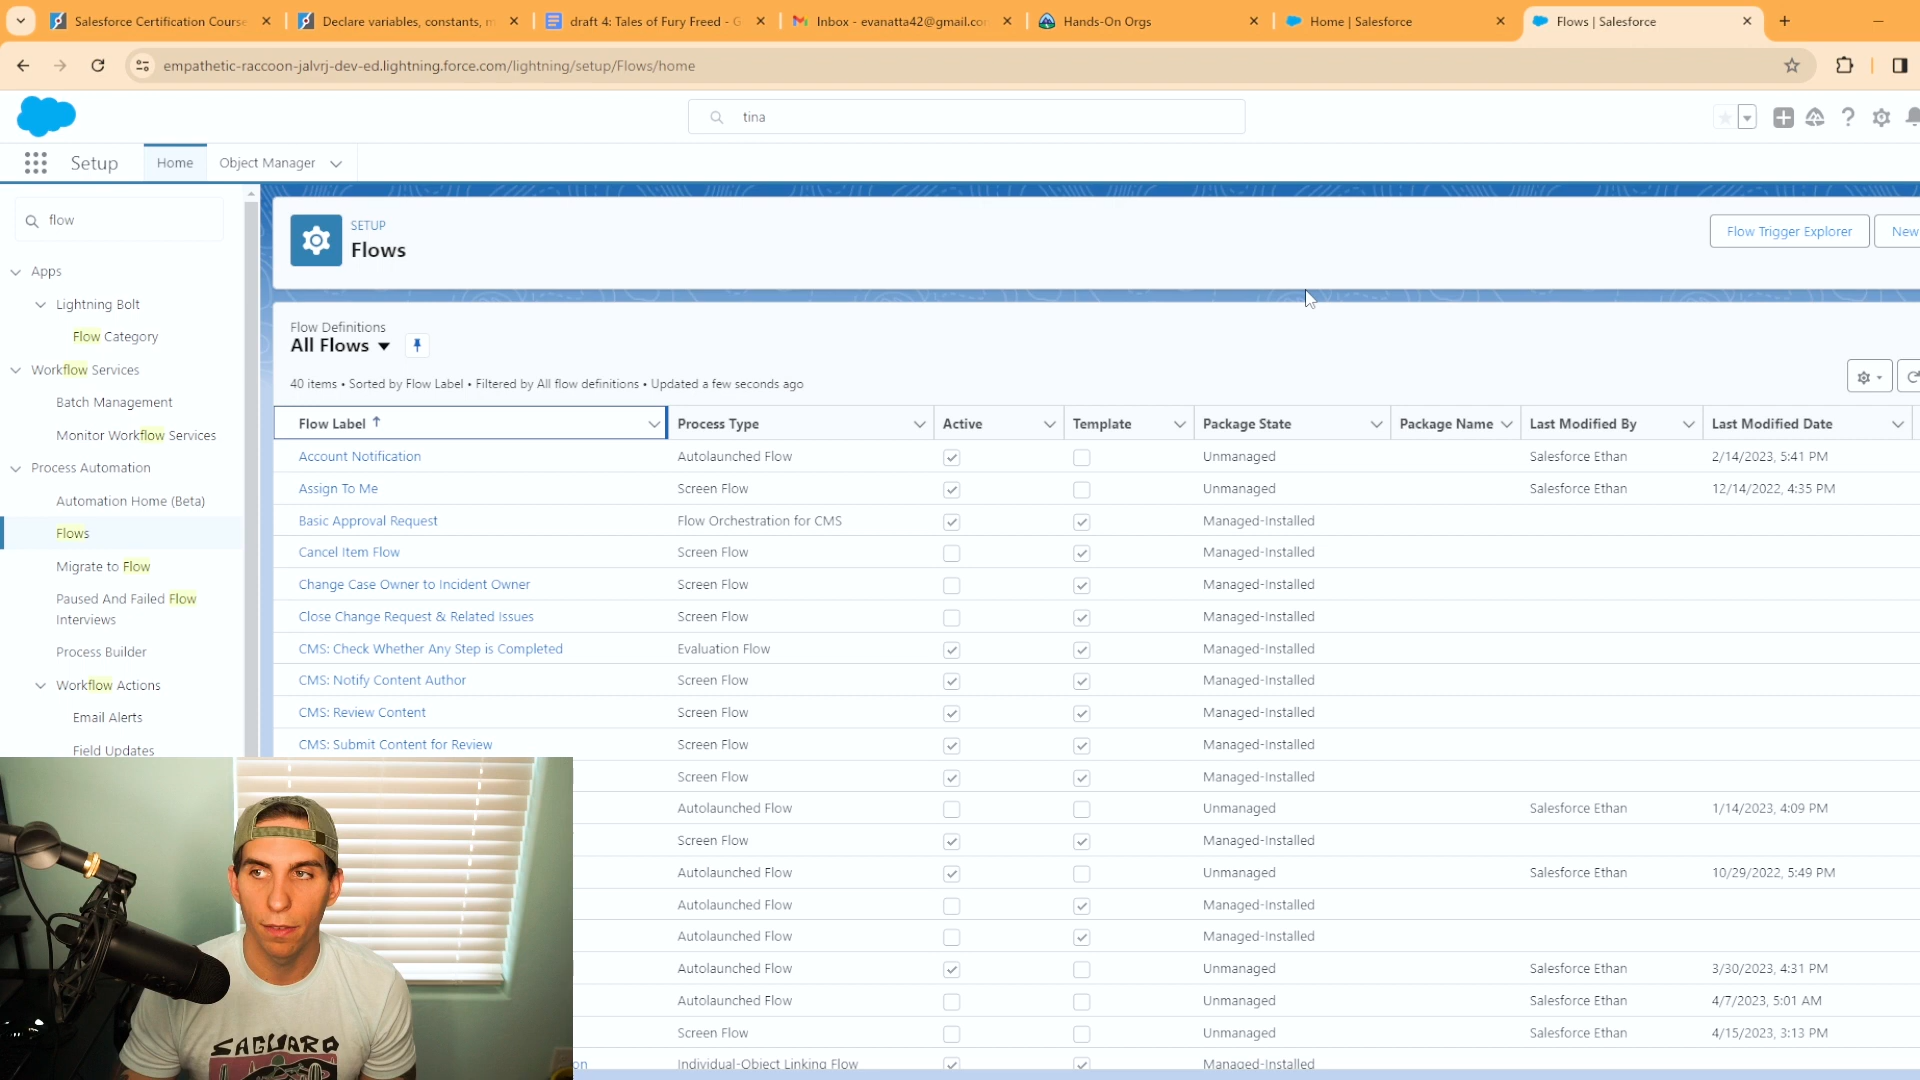 Salesforce Certification Course
Declare variables, constants, m
draft 4: Tales of Fury Freed - G
Inbox - evanatta42@gmail.co
Hands-On Orgs
Home | Salesforce
Flows | Salesforce
empathetic-raccoon-jalvrj-dev-ed.lightning.force.com/lightning/setup/Flows/home
tina
Setup
Home
Object Manager
flow
Apps
Lightning Bolt
Flow Category
Workflow Services
Batch Management
Monitor Workflow Services
Process Automation
Automation Home (Beta)
Flows
Migrate to Flow
Paused And Failed Flow
Interviews
Process Builder
Workflow Actions
Email Alerts
Field Updates
SETUP
Flows
Flow Trigger Explorer
New
Flow Definitions
All Flows
40 items • Sorted by Flow Label • Filtered by All flow definitions • Updated a few seconds ago
Flow Label Process Type Active Template Package State Package Name Last Modified By Last Modified Date
Account Notification Autolaunched Flow Unmanaged Salesforce Ethan 2/14/2023, 5:41 PM
Assign To Me Screen Flow Unmanaged Salesforce Ethan 12/14/2022, 4:35 PM
Basic Approval Request Flow Orchestration for CMS Managed-Installed
Cancel Item Flow Screen Flow Managed-Installed
Change Case Owner to Incident Owner Screen Flow Managed-Installed
Close Change Request & Related Issues Screen Flow Managed-Installed
CMS: Check Whether Any Step is Completed Evaluation Flow Managed-Installed
CMS: Notify Content Author Screen Flow Managed-Installed
CMS: Review Content Screen Flow Managed-Installed
CMS: Submit Content for Review Screen Flow Managed-Installed
Screen Flow Managed-Installed
Autolaunched Flow Unmanaged Salesforce Ethan 1/14/2023, 4:09 PM
Screen Flow Managed-Installed
Autolaunched Flow Unmanaged Salesforce Ethan 10/29/2022, 5:49 PM
Autolaunched Flow Managed-Installed
Autolaunched Flow Managed-Installed
Autolaunched Flow Unmanaged Salesforce Ethan 3/30/2023, 4:31 PM
Autolaunched Flow Unmanaged Salesforce Ethan 4/7/2023, 5:01 AM
Screen Flow Unmanaged Salesforce Ethan 4/15/2023, 3:13 PM
on Individual-Object Linking Flow Managed-Installed
SAGUARO